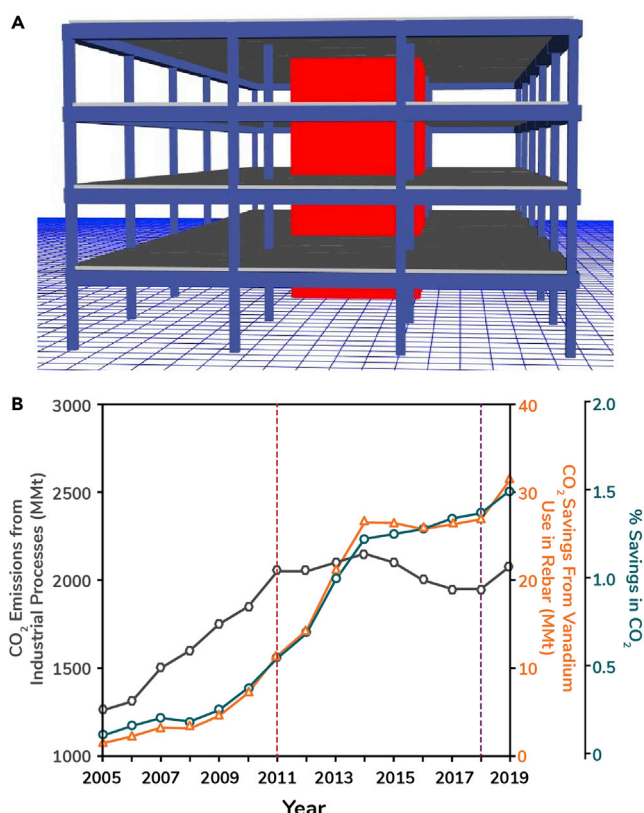 A
B
3000
2500
2000
1500
1000
CO₂ Emissions from
Industrial Processes (MMt)
40
30
20
10
0
CO₂ Savings From Vanadium
Use in Rebar (MMt)
2.0
1.5
1.0
0.5
0
% Savings in CO₂
2005 2007 2009 2011 2013 2015 2017 2019
Year